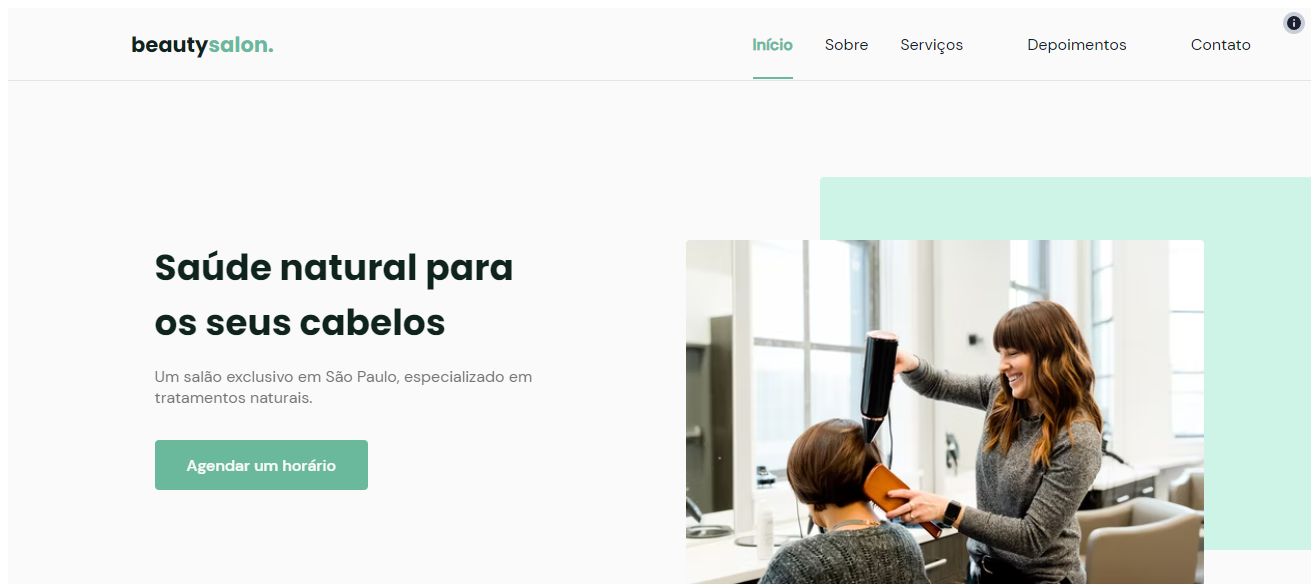 beautysalon.
Início Sobre Serviços Depoimentos Contato
Saúde natural para
os seus cabelos
Um salão exclusivo em São Paulo, especializado em
tratamentos naturais.
Agendar um horário